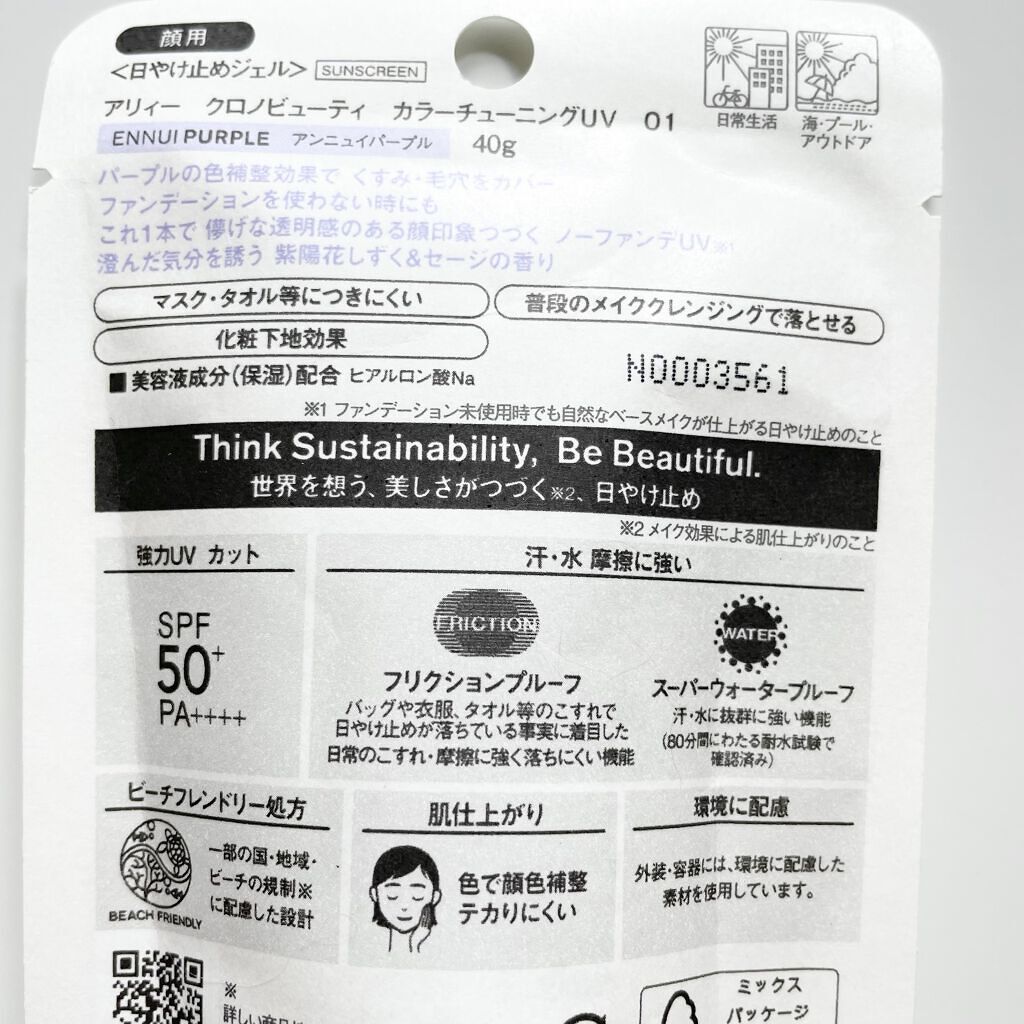 顔用
<日やけ止めジェル> SUNSCREEN
アリィー クロノビューティ カラーチューニングUV 01
ENNUI PURPLE アンニュイパープル 40g
日常生活
海・プール・
アウトドア
パープルの色補整効果で くすみ・毛穴をカバー
ファンデーションを使わない時にも
これ1本で 儚げな透明感のある顔印象つづく ノーファンデUV※1
澄んだ気分を誘う 紫陽花しずく&セージの香り
マスク・タオル等につきにくい
普段のメイククレンジングで落とせる
化粧下地効果
■美容液成分(保湿)配合 ヒアルロン酸Na
N0003561
※1 ファンデーション未使用時でも自然なベースメイクが仕上がる日やけ止めのこと
Think Sustainability, Be Beautiful.
世界を想う、美しさがつづく※2、日やけ止め
※2 メイク効果による肌仕上がりのこと
強力UV カット
SPF
50+
PA++++
汗・水 摩擦に強い
FRICTION
フリクションプルーフ
バッグや衣服、タオル等のこすれで
日やけ止めが落ちている事実に着目した
日常のこすれ・摩擦に強く落ちにくい機能
WATER
スーパーウォータープルーフ
汗・水に抜群に強い機能
(80分間にわたる耐水試験で
確認済み)
ビーチフレンドリー処方
BEACH FRIENDLY
一部の国・地域・
ビーチの規制※
に配慮した設計
肌仕上がり
色で顔色補整
テカりにくい
環境に配慮
外装・容器には、環境に配慮した
素材を使用しています。
※
ミックス
パッケージ